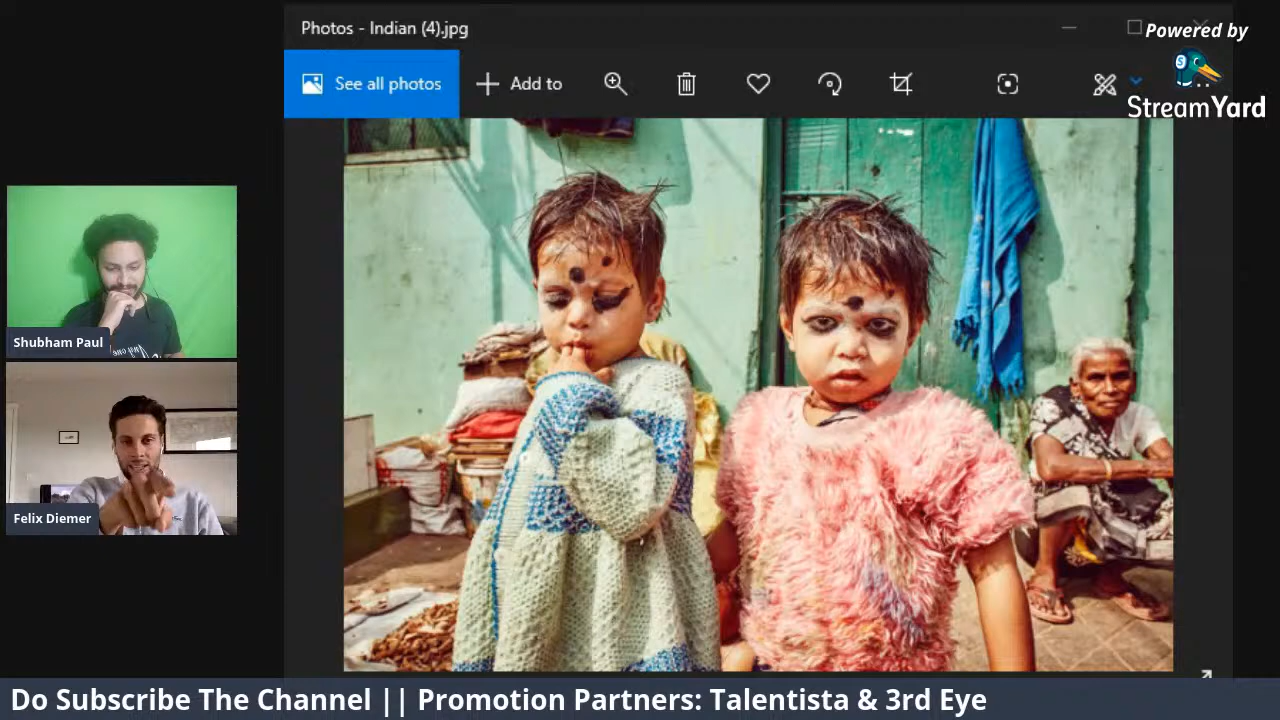 Photos - Indian (4).jpg
Powered by
See all photos
Add to
StreamYard
Shubham Paul
Felix Diemer
Do Subscribe The Channel || Promotion Partners: Talentista & 3rd Eye